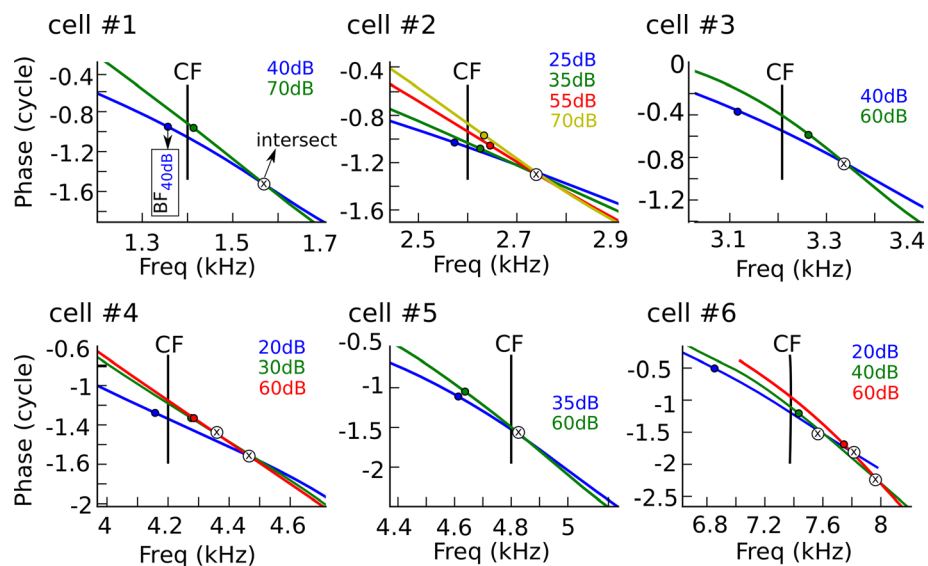 cell #1
cell #2
cell #3
Phase (cycle)
-0.4
-0.8
-1.2
-1.6
CF
40dB
70dB
intersect
BF40dB
1.3
1.5
1.7
Freq (kHz)
-0.4
-0.8
-1.2
-1.6
CF
25dB
35dB
55dB
70dB
2.5
2.7
2.9
Freq (kHz)
0
-0.4
-0.8
-1.2
CF
40dB
60dB
3.1
3.3
3.4
Freq (kHz)
cell #4
cell #5
cell #6
Phase (cycle)
-0.6
-1
-1.4
-1.6
-2
CF
20dB
30dB
60dB
4
4.2
4.4
4.6
Freq (kHz)
-0.5
-1
-1.5
-2
CF
35dB
60dB
4.4
4.6
4.8
5
Freq (kHz)
-0.5
-1
-1.5
-2
-2.5
CF
20dB
40dB
60dB
6.8
7.2
7.6
8
Freq (kHz)